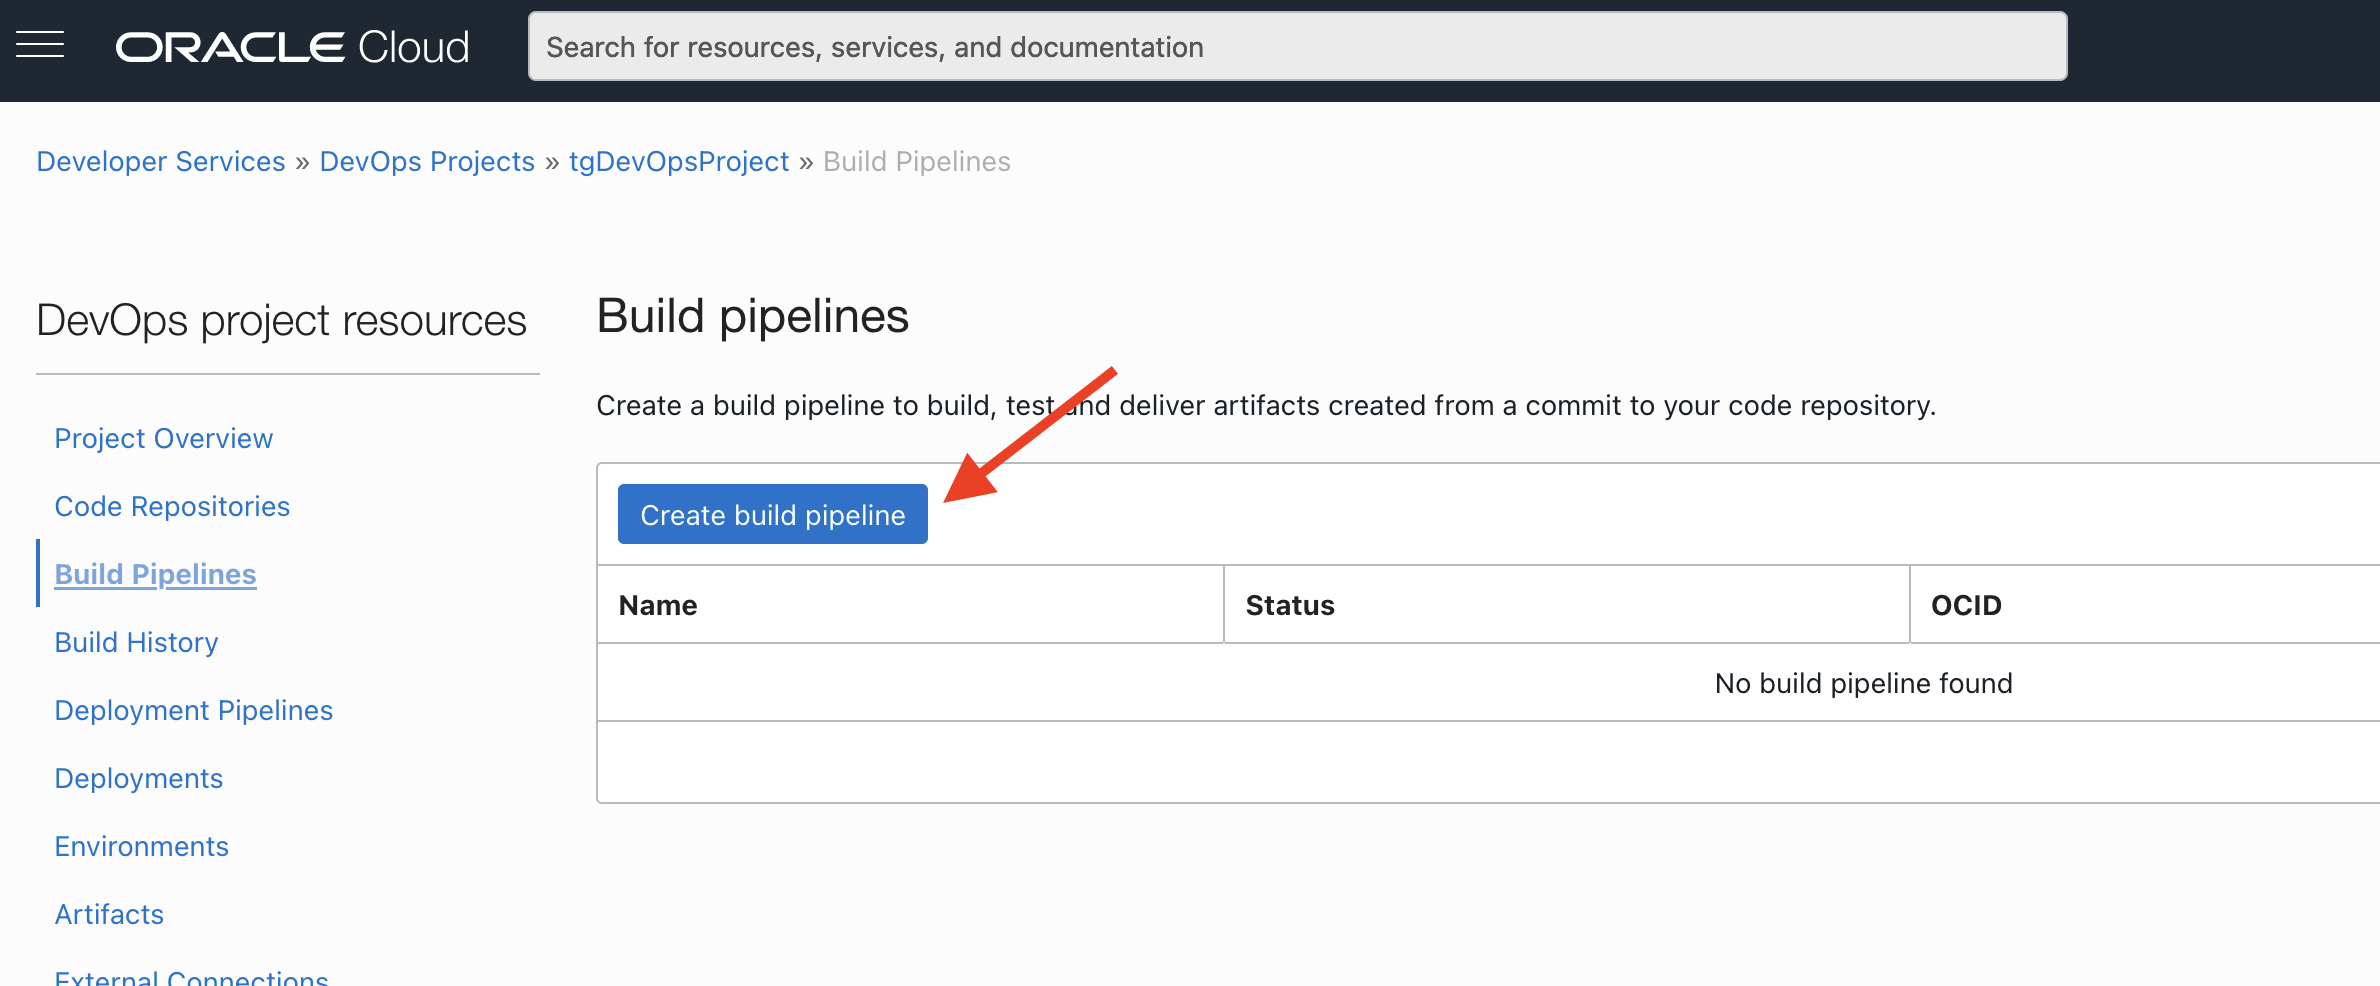 ORACLE Cloud
Search for resources, services, and documentation
Developer Services » DevOps Projects » tgDevOpsProject » Build Pipelines
DevOps project resources
Project Overview
Code Repositories
Build Pipelines
Build History
Deployment Pipelines
Deployments
Environments
Artifacts
External Connections
Build pipelines
Create a build pipeline to build, test and deliver artifacts created from a commit to your code repository.
Create build pipeline
Name Status OCID
No build pipeline found